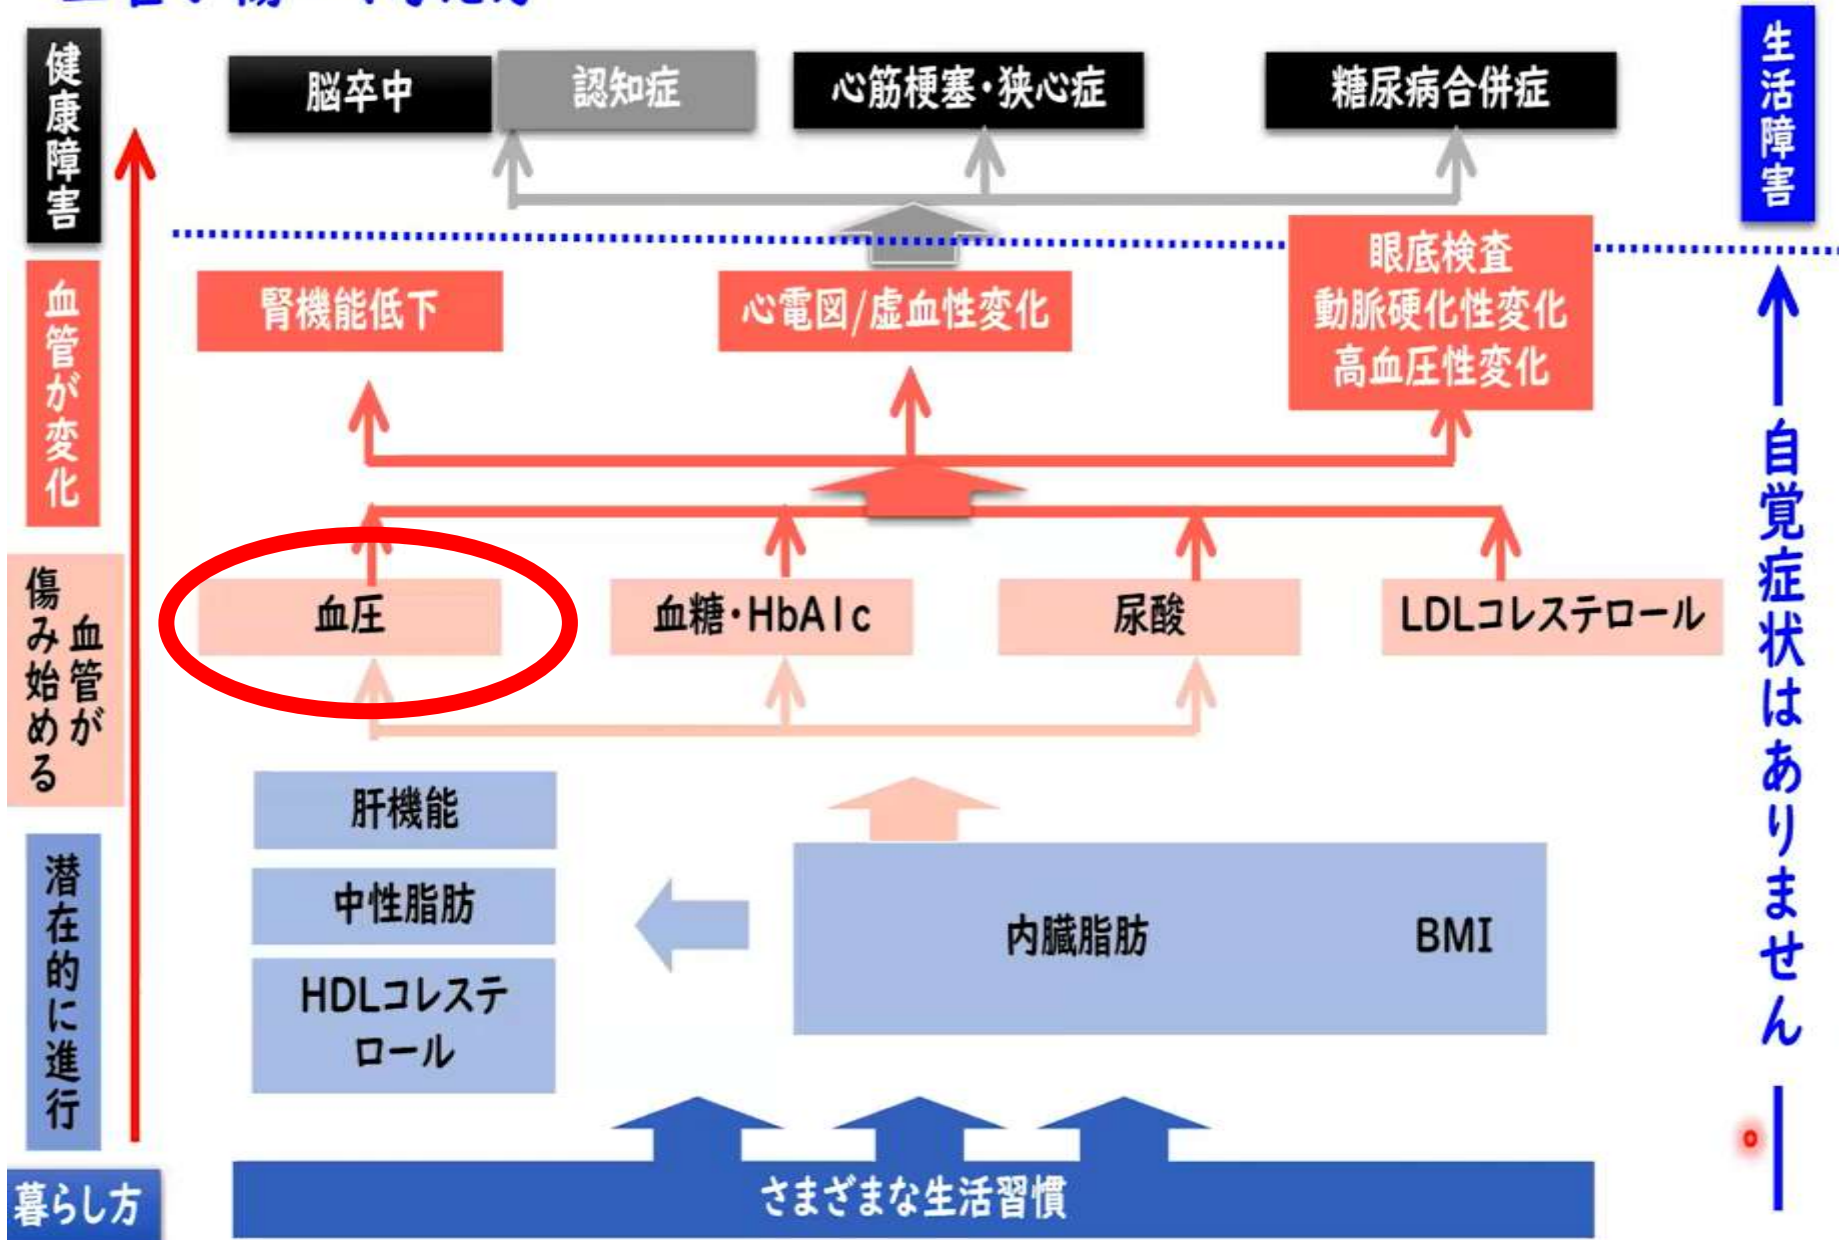 健康障害
脳卒中
認知症
心筋梗塞・狭心症
糖尿病合併症
生活障害
血管が変化
腎機能低下
心電図/虚血性変化
眼底検査
動脈硬化性変化
高血圧性変化
自覚症状はありません
血管が
傷み始める
血圧
血糖・HbA1c
尿酸
LDLコレステロール
潜在的に進行
肝機能
中性脂肪
HDLコレステ
ロール
内臓脂肪
BMI
暮らし方
さまざまな生活習慣